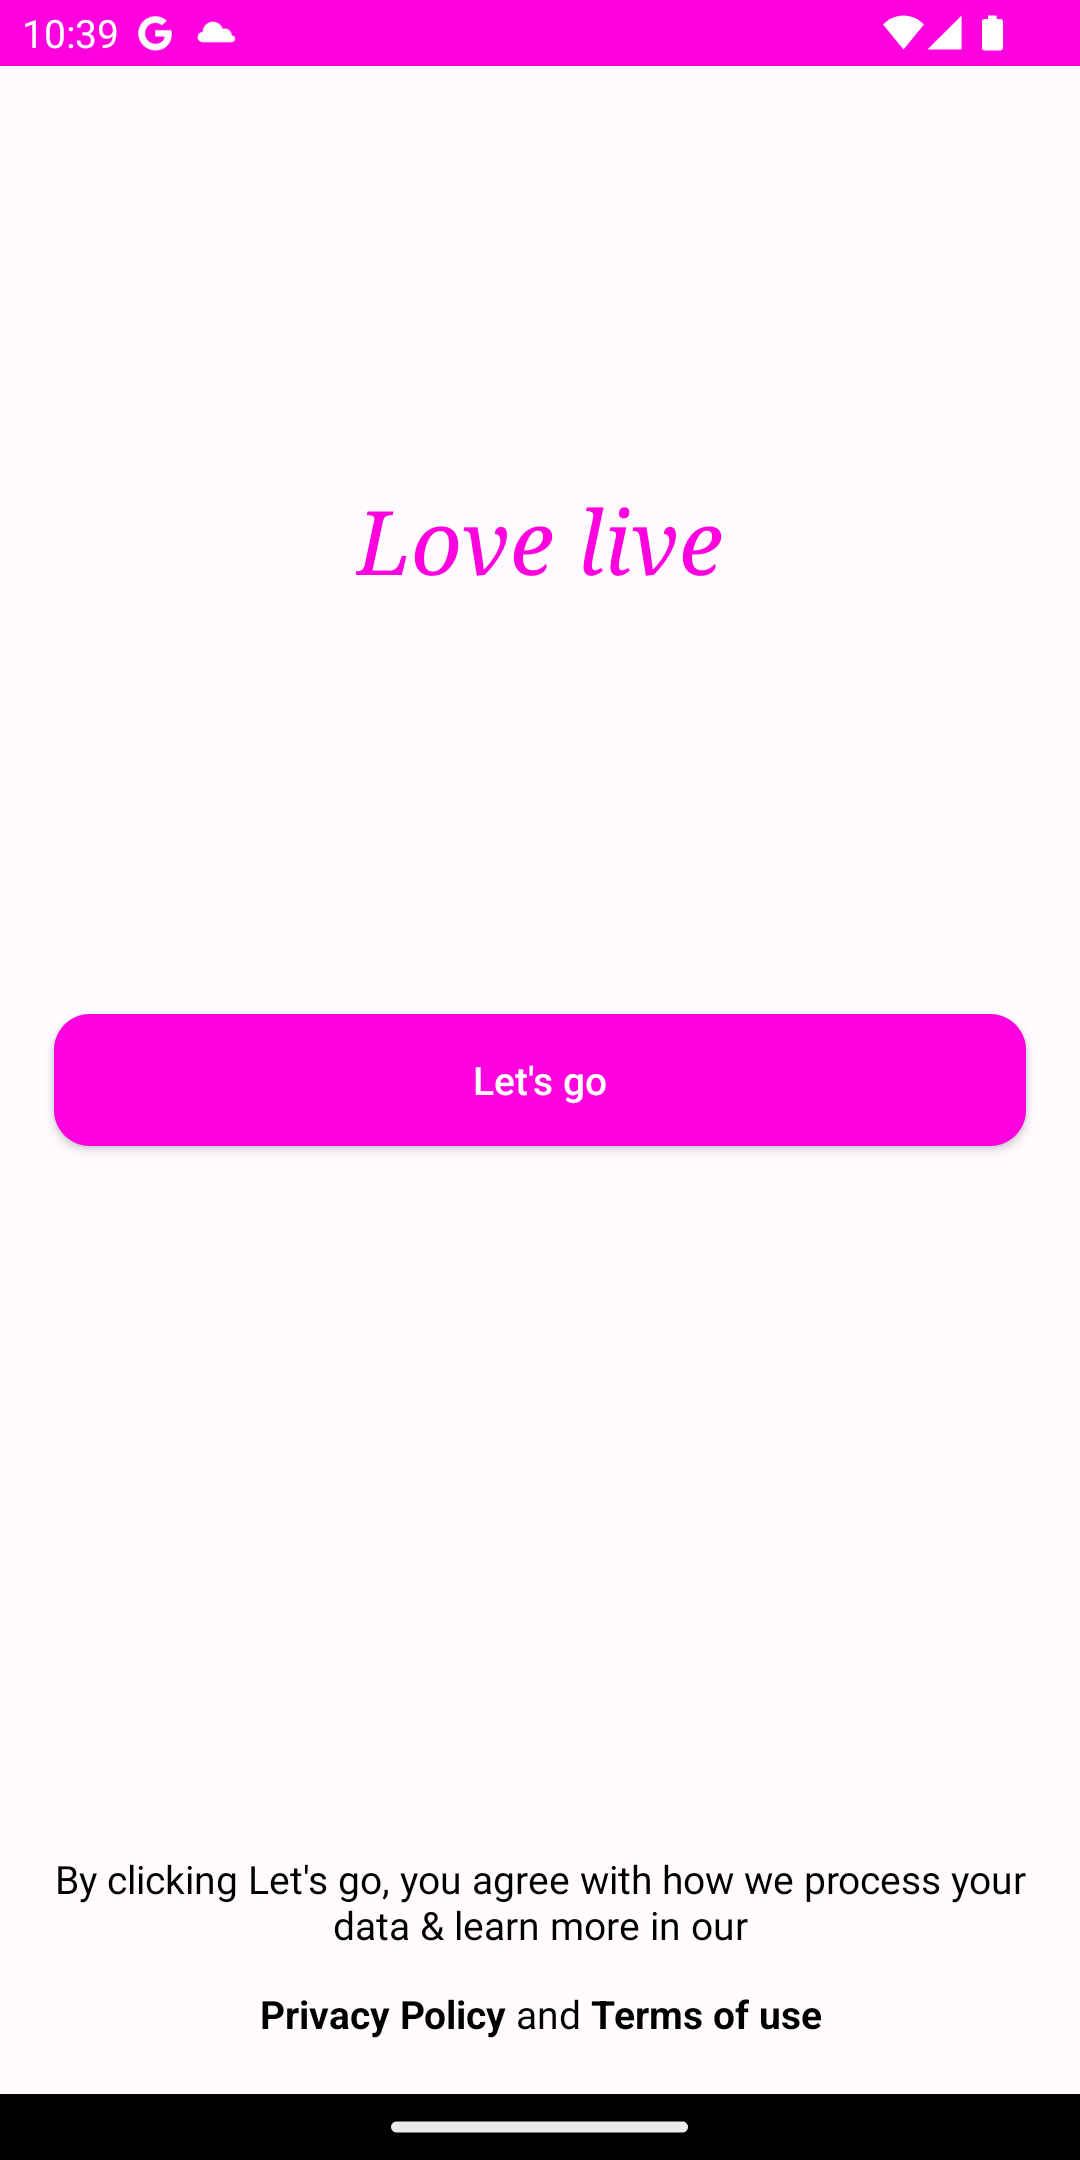 10:39
Love live
Let's go
By clicking Let's go, you agree with how we process your
data & learn more in our
Privacy Policy and Terms of use